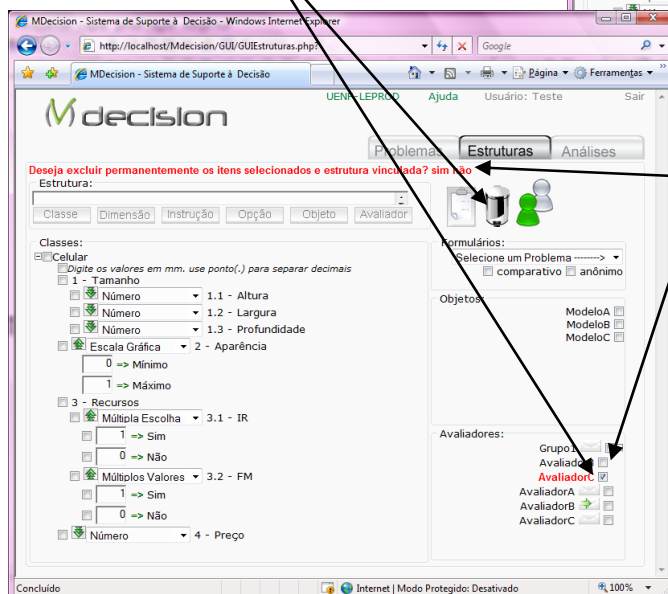 MDecision - Sistema de Suporte à Decisão - Windows Internet Explorer
http://localhost/Mdecision/GUI/GUIEstruturas.php?
Google
MDecision - Sistema de Suporte à Decisão
Página
Ferramentas
UENP-LEPROD Ajuda Usuário: Teste Sair
decision
Problemas Estruturas Análises
Deseja excluir permanentemente os itens selecionados e estrutura vinculada? sim não
Estrutura:
Classe Dimensão Instrução Opção Objeto Avaliador
Classes:
Celular
Digite os valores em mm. use ponto(.) para separar decimais
1 - Tamanho
Número 1.1 - Altura
Número 1.2 - Largura
Número 1.3 - Profundidade
Escala Gráfica 2 - Aparência
0 => Mínimo
1 => Máximo
3 - Recursos
Múltipla Escolha 3.1 - IR
1 => Sim
0 => Não
Múltiplos Valores 3.2 - FM
1 => Sim
0 => Não
Número 4 - Preço
Formulários:
Selecione um Problema ------->
comparativo anônimo
Objetos:
ModeloA
ModeloB
ModeloC
Avaliadores:
Grupo1
AvaliadorC
AvaliadorA
AvaliadorB
AvaliadorC
Concluído
Internet | Modo Protegido: Desativado
100%